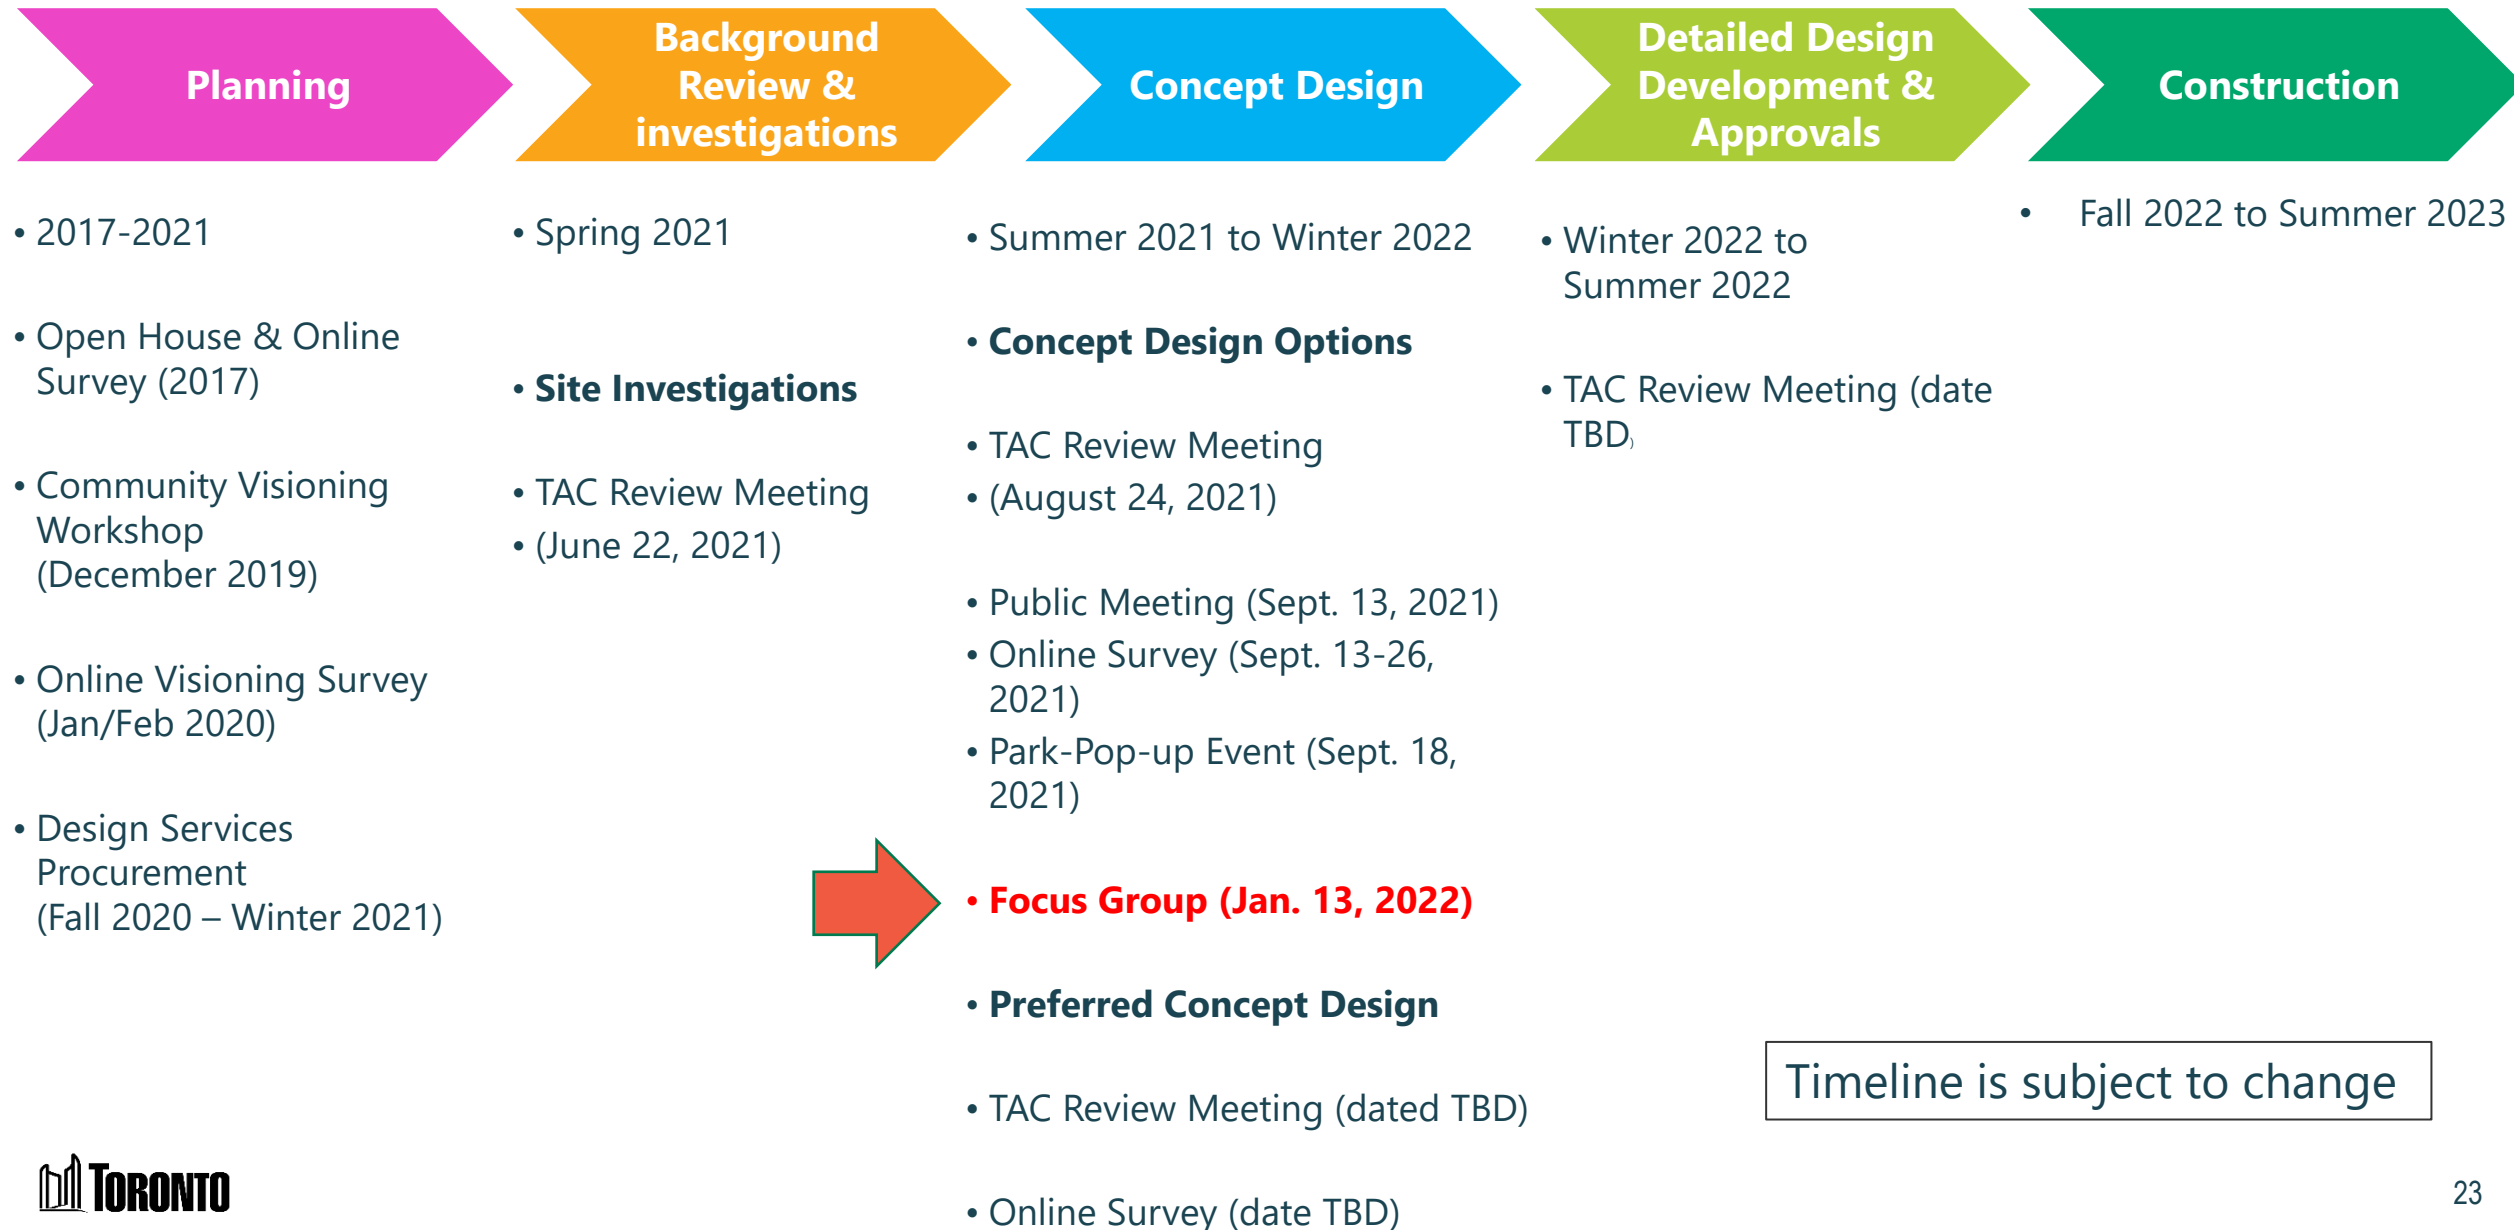 Planning
Background
Review &
investigations
Concept Design
Detailed Design
Development &
Approvals
Construction
• 2017-2021
• Open House & Online
Survey (2017)
• Community Visioning
Workshop
(December 2019)
• Online Visioning Survey
(Jan/Feb 2020)
• Design Services
Procurement
(Fall 2020 – Winter 2021)
• Spring 2021
• Site Investigations
• TAC Review Meeting
• (June 22, 2021)
• Summer 2021 to Winter 2022
• Concept Design Options
• TAC Review Meeting
• (August 24, 2021)
• Public Meeting (Sept. 13, 2021)
• Online Survey (Sept. 13-26,
2021)
• Park-Pop-up Event (Sept. 18,
2021)
• Focus Group (Jan. 13, 2022)
• Preferred Concept Design
• TAC Review Meeting (dated TBD)
• Online Survey (date TBD)
• Winter 2022 to
Summer 2022
• TAC Review Meeting (date
TBD)
• Fall 2022 to Summer 2023
Timeline is subject to change
TORONTO
23